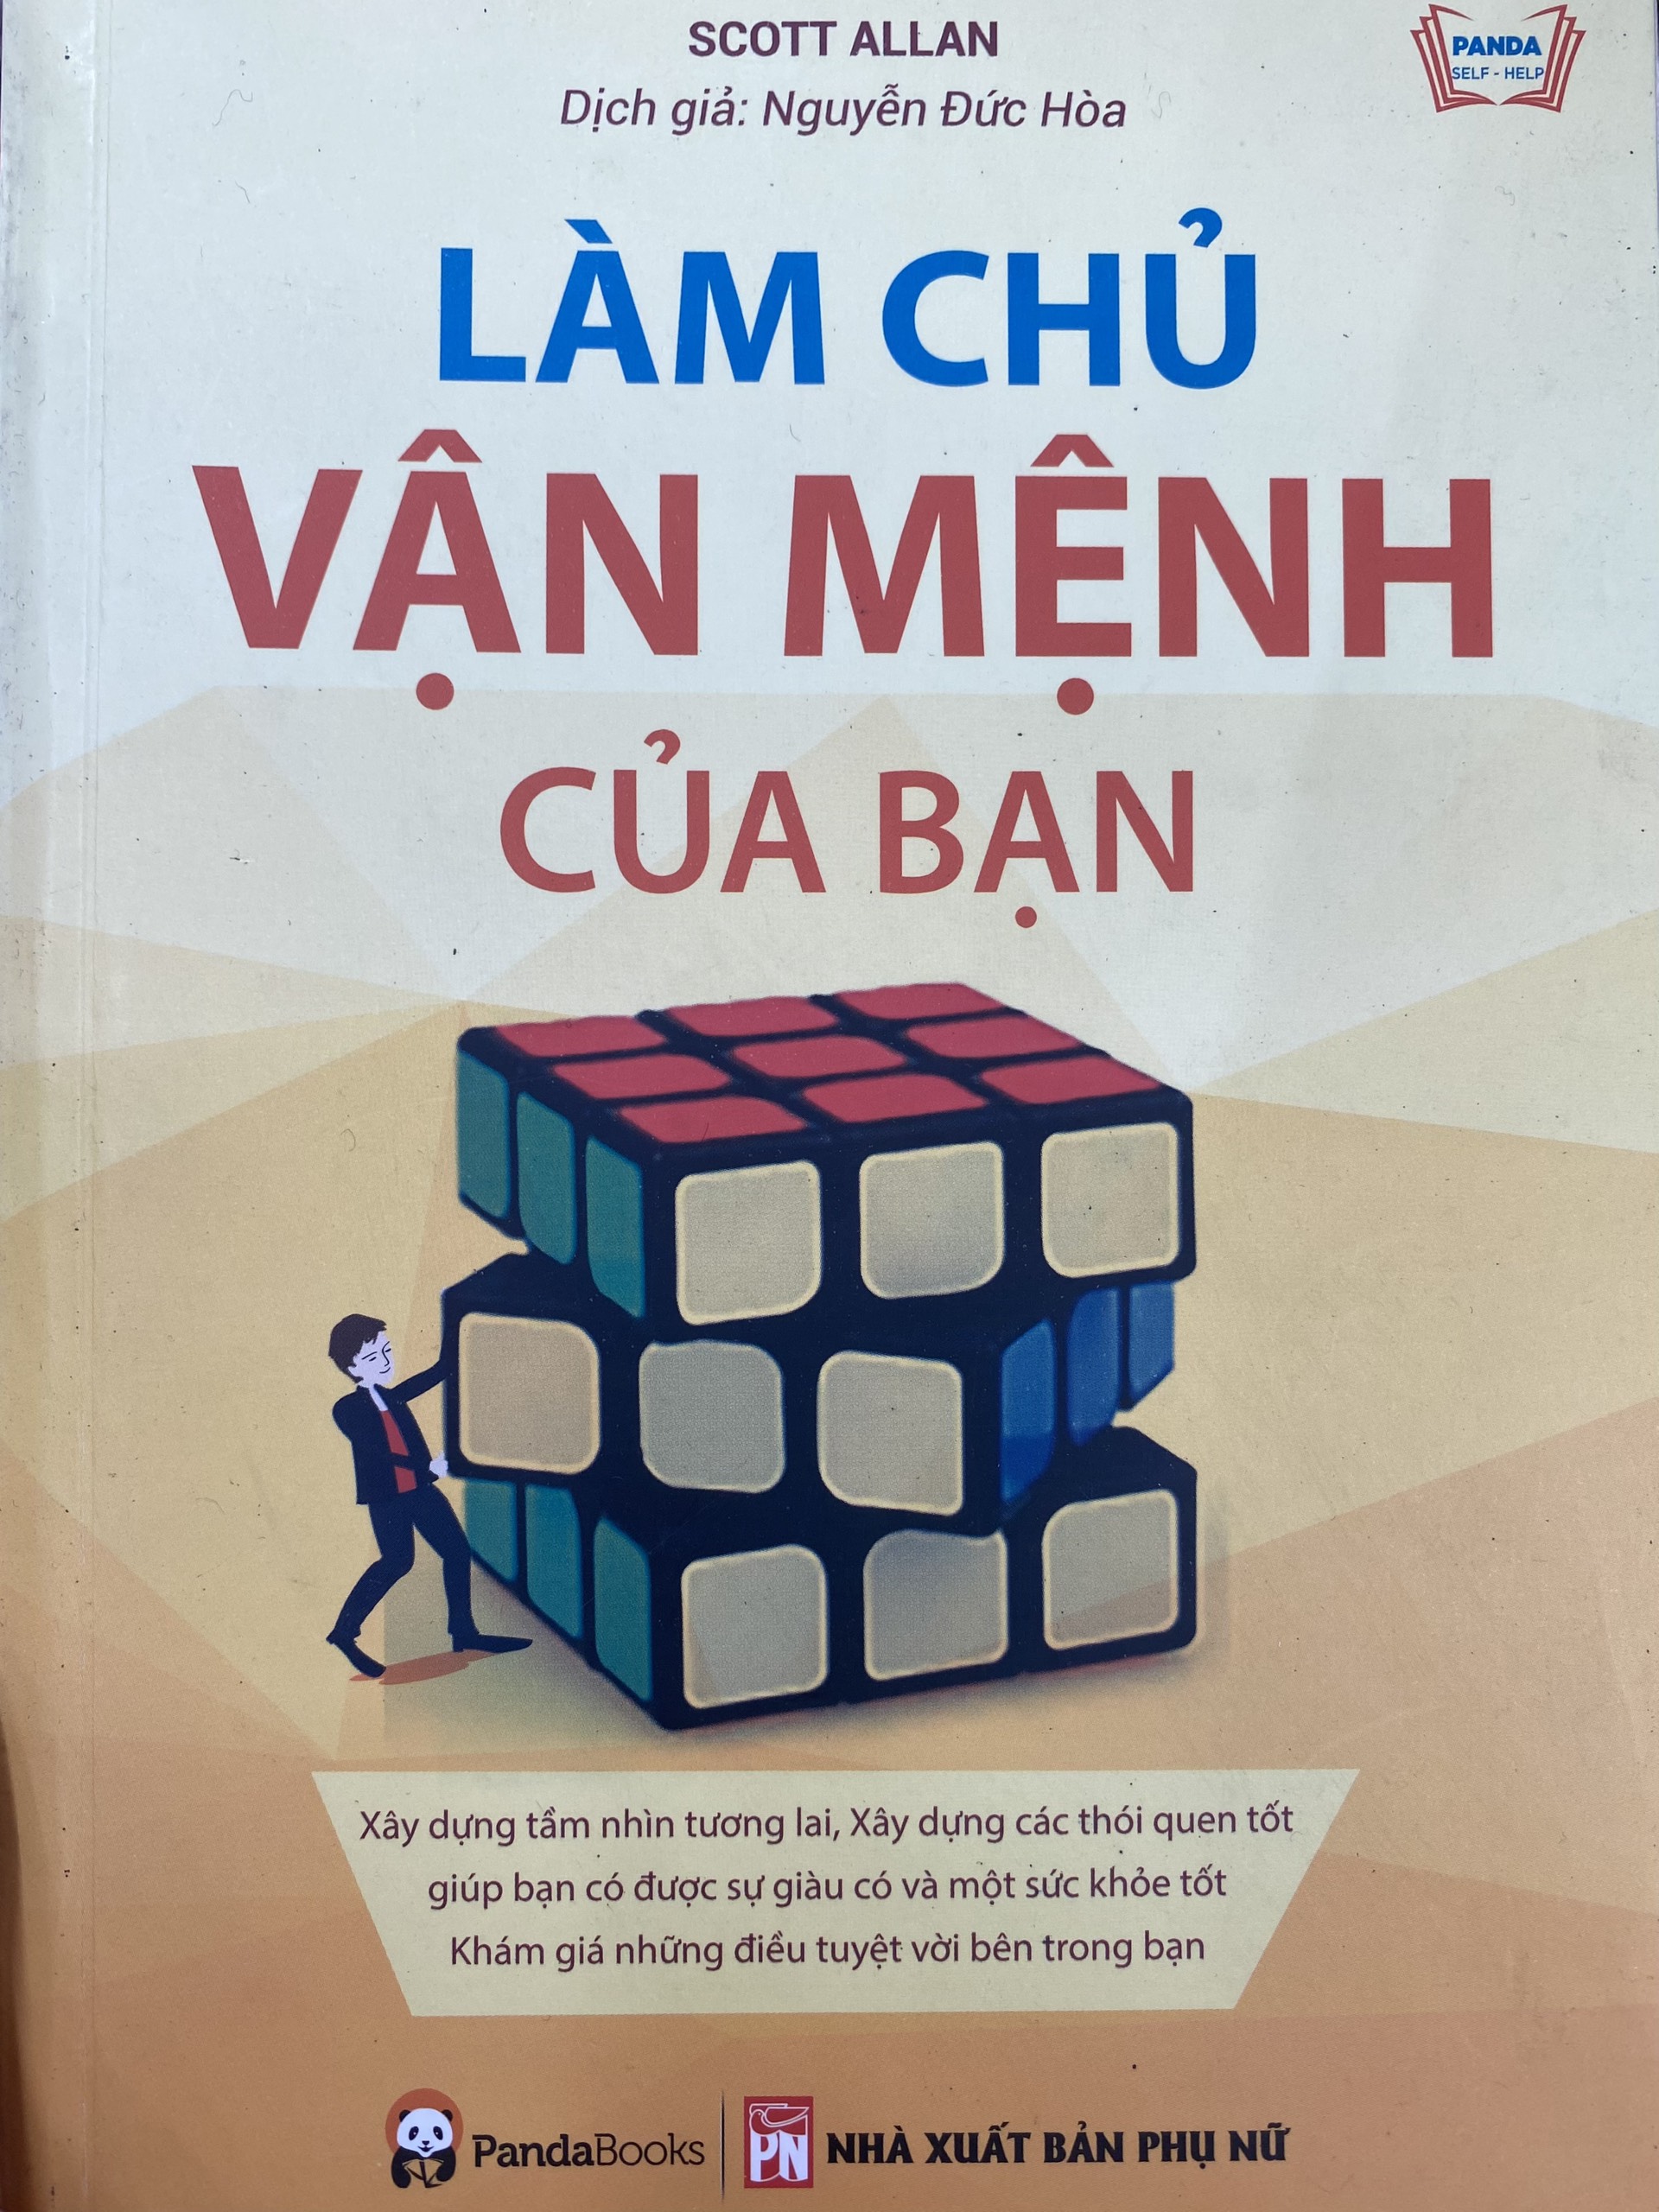 SCOTT ALLAN
Dịch giả: Nguyễn Đức Hòa
PANDA
SELF - HELP
LÀM CHỦ
VẬN MỆNH
CỦA BẠN
Xây dựng tầm nhìn tương lai, Xây dựng các thói quen tốt
giúp bạn có được sự giàu có và một sức khỏe tốt
Khám giá những điều tuyệt vời bên trong bạn
PandaBooks
PN
NHÀ XUẤT BẢN PHỤ NỮ